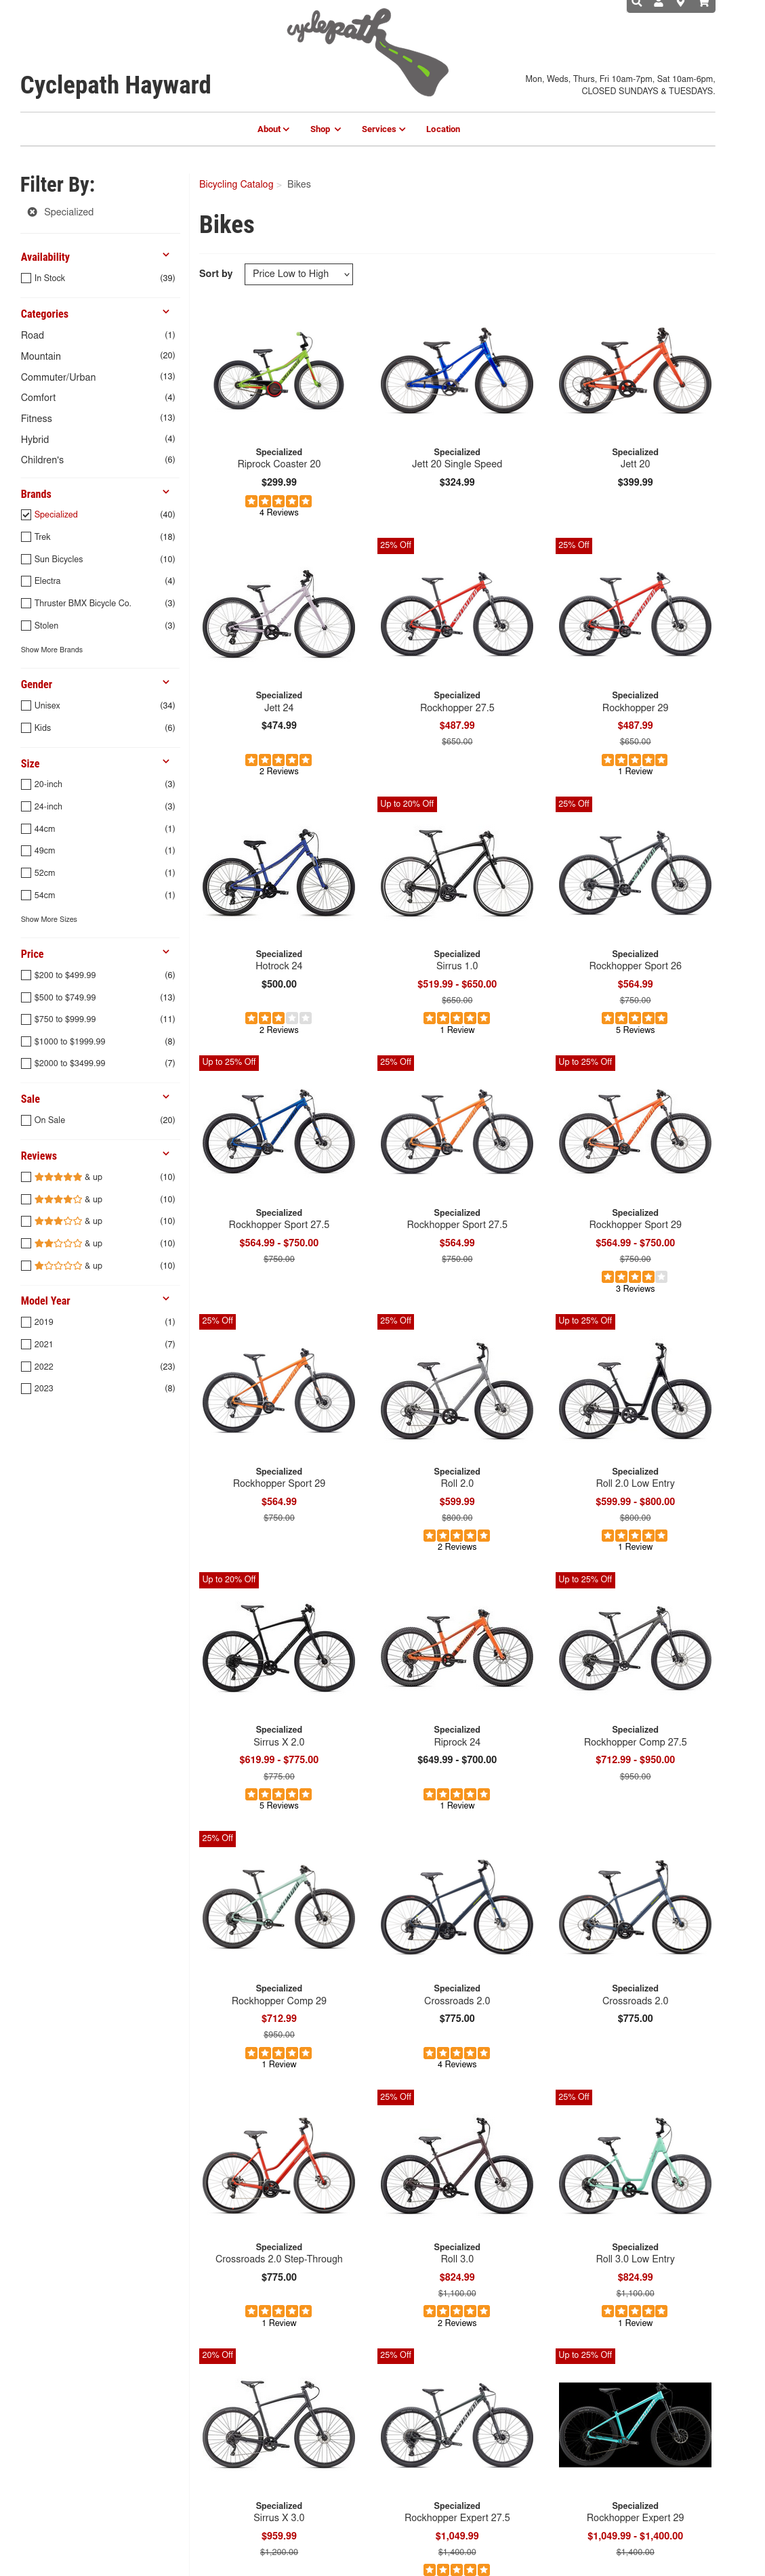 cyclepath
Cyclepath Hayward
Mon, Weds, Thurs, Fri 10am-7pm, Sat 10am-6pm,
CLOSED SUNDAYS & TUESDAYS.
About
Shop
Services
Location
Filter By:
Specialized
Availability
In Stock (39)
Categories
Road (1)
Mountain (20)
Commuter/Urban (13)
Comfort (4)
Fitness (13)
Hybrid (4)
Children's (6)
Brands
Specialized (40)
Trek (18)
Sun Bicycles (10)
Electra (4)
Thruster BMX Bicycle Co. (3)
Stolen (3)
Show More Brands
Gender
Unisex (34)
Kids (6)
Size
20-inch (3)
24-inch (3)
44cm (1)
49cm (1)
52cm (1)
54cm (1)
Show More Sizes
Price
$200 to $499.99 (6)
$500 to $749.99 (13)
$750 to $999.99 (11)
$1000 to $1999.99 (8)
$2000 to $3499.99 (7)
Sale
On Sale (20)
Reviews
& up (10)
& up (10)
& up (10)
& up (10)
& up (10)
Model Year
2019 (1)
2021 (7)
2022 (23)
2023 (8)
Bicycling Catalog > Bikes
Bikes
Sort by Price Low to High
Specialized
Riprock Coaster 20
$299.99
4 Reviews
Specialized
Jett 20 Single Speed
$324.99
Specialized
Jett 20
$399.99
Specialized
Jett 24
$474.99
2 Reviews
25% Off
Specialized
Rockhopper 27.5
$487.99
$650.00
25% Off
Specialized
Rockhopper 29
$487.99
$650.00
1 Review
Specialized
Hotrock 24
$500.00
2 Reviews
Up to 20% Off
Specialized
Sirrus 1.0
$519.99 - $650.00
$650.00
1 Review
25% Off
Specialized
Rockhopper Sport 26
$564.99
$750.00
5 Reviews
Up to 25% Off
Specialized
Rockhopper Sport 27.5
$564.99 - $750.00
$750.00
25% Off
Specialized
Rockhopper Sport 27.5
$564.99
$750.00
Up to 25% Off
Specialized
Rockhopper Sport 29
$564.99 - $750.00
$750.00
3 Reviews
25% Off
Specialized
Rockhopper Sport 29
$564.99
$750.00
25% Off
Specialized
Roll 2.0
$599.99
$800.00
2 Reviews
Up to 25% Off
Specialized
Roll 2.0 Low Entry
$599.99 - $800.00
$800.00
1 Review
Up to 20% Off
Specialized
Sirrus X 2.0
$619.99 - $775.00
$775.00
5 Reviews
Specialized
Riprock 24
$649.99 - $700.00
1 Review
Up to 25% Off
Specialized
Rockhopper Comp 27.5
$712.99 - $950.00
$950.00
25% Off
Specialized
Rockhopper Comp 29
$712.99
$950.00
1 Review
Specialized
Crossroads 2.0
$775.00
4 Reviews
Specialized
Crossroads 2.0
$775.00
Specialized
Crossroads 2.0 Step-Through
$775.00
1 Review
25% Off
Specialized
Roll 3.0
$824.99
$1,100.00
2 Reviews
25% Off
Specialized
Roll 3.0 Low Entry
$824.99
$1,100.00
1 Review
20% Off
Specialized
Sirrus X 3.0
$959.99
$1,200.00
25% Off
Specialized
Rockhopper Expert 27.5
$1,049.99
$1,400.00
Up to 25% Off
Specialized
Rockhopper Expert 29
$1,049.99 - $1,400.00
$1,400.00